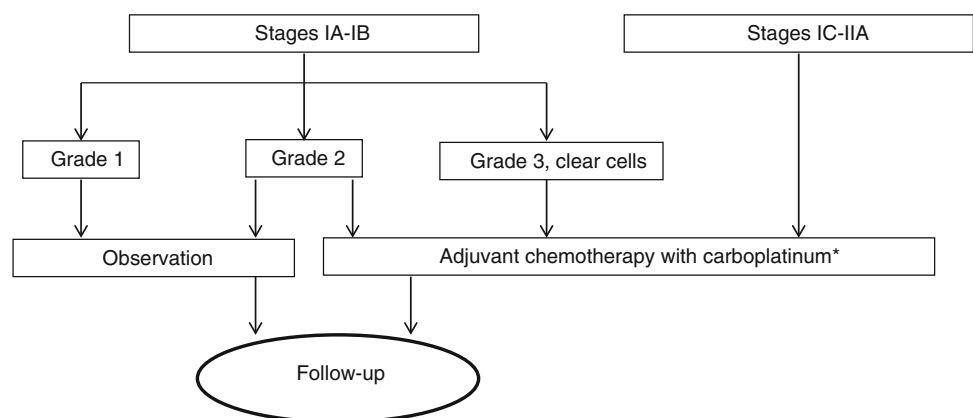 Stages IA-IB
Stages IC-IIA
Grade 1
Grade 2
Grade 3, clear cells
Observation
Adjuvant chemotherapy with carboplatinum*
Follow-up